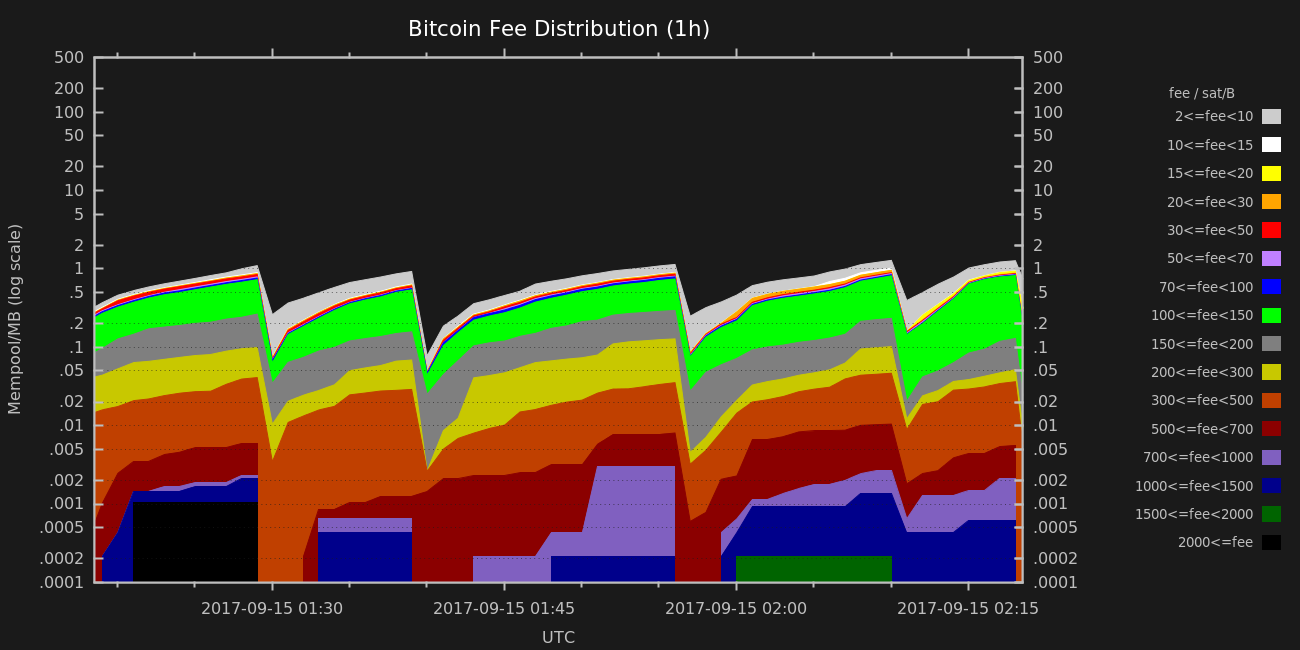 Bitcoin Fee Distribution (1h)
500 500
200 200
100 100
50 50
20 20
10 10
5 5
2 2
1 1
.5 .5
.2 .2
.1 .1
.05 .05
.02 .02
.01 .01
.005 .005
.002 .002
.001 .001
.0005 .0005
.0002 .0002
.0001 .0001
Mempool/MB (log scale)
2017-09-15 01:30 2017-09-15 01:45 2017-09-15 02:00 2017-09-15 02:15
UTC
fee / sat/B
2<=fee<10
10<=fee<15
15<=fee<20
20<=fee<30
30<=fee<50
50<=fee<70
70<=fee<100
100<=fee<150
150<=fee<200
200<=fee<300
300<=fee<500
500<=fee<700
700<=fee<1000
1000<=fee<1500
1500<=fee<2000
2000<=fee